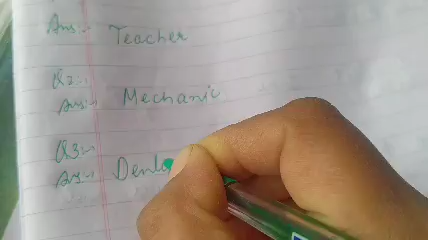 Ans:- Teacher
Q2:-
Ans:- Mechanic
Q3:-
Ans:-